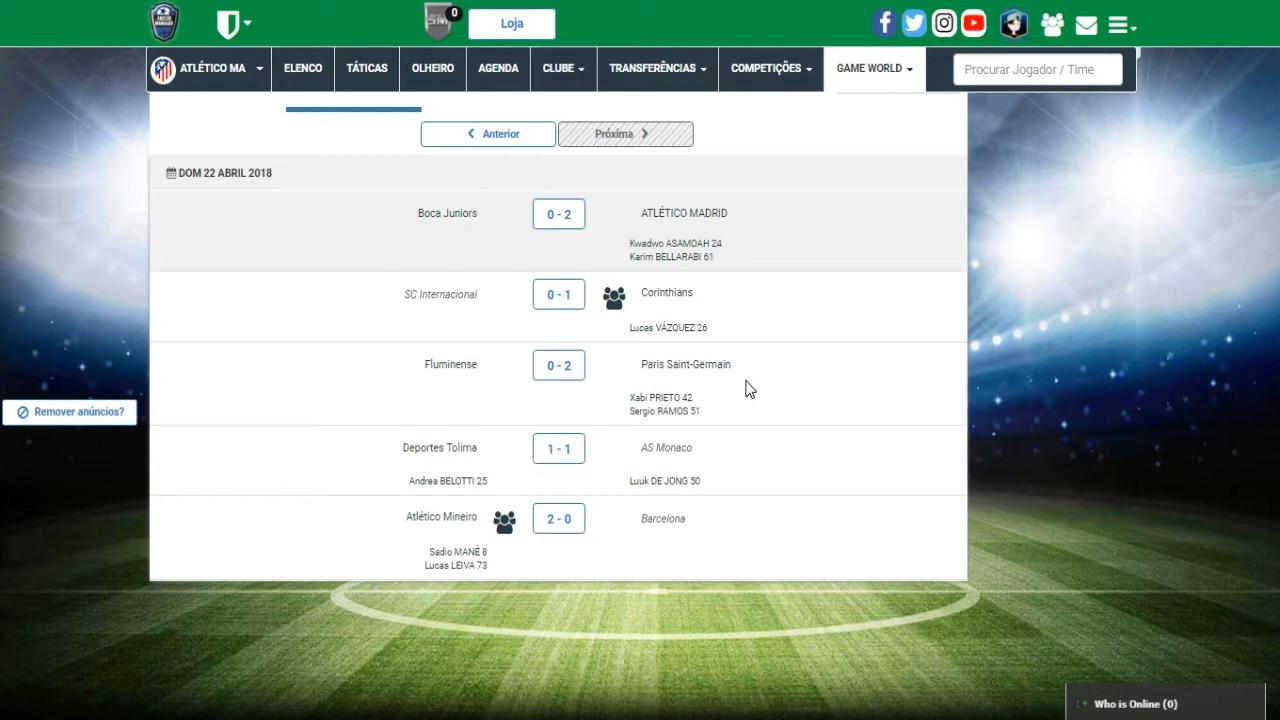 SM
0
Loja
ATLÉTICO MA
ELENCO
TÁTICAS
OLHEIRO
AGENDA
CLUBE
TRANSFERÊNCIAS
COMPETIÇÕES
GAME WORLD
Procurar Jogador / Time
Anterior
Próxima
DOM 22 ABRIL 2018
Boca Juniors 0 - 2 ATLÉTICO MADRID
Kwadwo ASAMOAH 24
Karim BELLARABI 61
SC Internacional 0 - 1 Corinthians
Lucas VÁZQUEZ 26
Fluminense 0 - 2 Paris Saint-Germain
Xabi PRIETO 42
Sergio RAMOS 51
Remover anúncios?
Deportes Tolima 1 - 1 AS Monaco
Andrea BELOTTI 25 Luuk DE JONG 50
Atlético Mineiro 2 - 0 Barcelona
Sadio MANÉ 8
Lucas LEIVA 73
Who is Online (0)